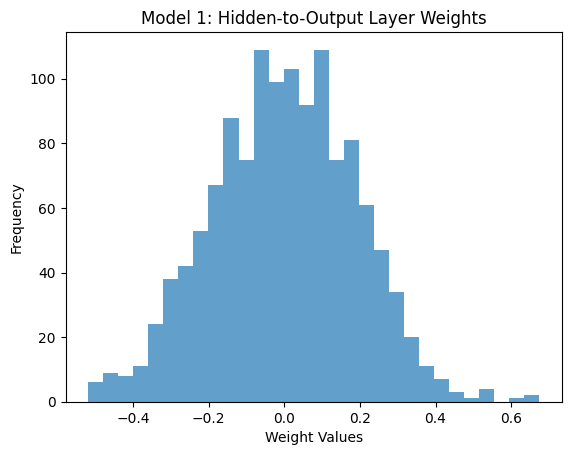 Model 1: Hidden-to-Output Layer Weights
Frequency
100
80
60
40
20
0
−0.4 −0.2 0.0 0.2 0.4 0.6
Weight Values